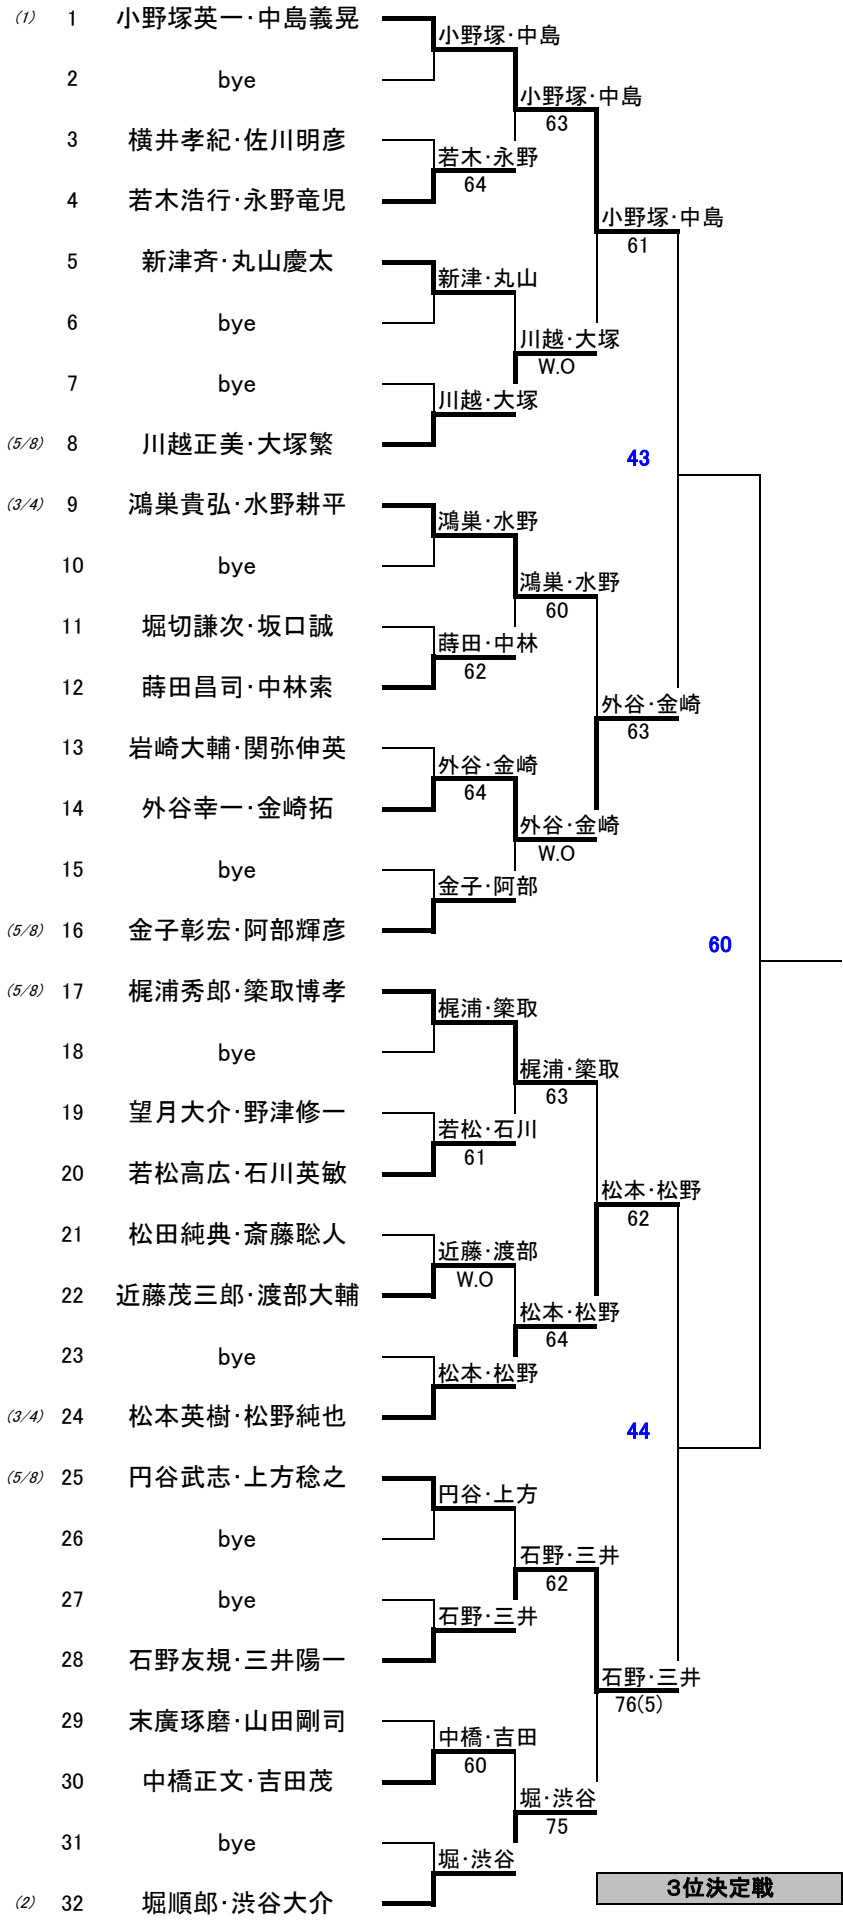 (1) 1 小野塚英一・中島義晃
小野塚・中島
2 bye
小野塚・中島
63
3 横井孝紀・佐川明彦
若木・永野
64
4 若木浩行・永野竜児
小野塚・中島
61
5 新津斉・丸山慶太
新津・丸山
6 bye
川越・大塚
W.O
7 bye
川越・大塚
(5/8) 8 川越正美・大塚繁
43
(3/4) 9 鴻巣貴弘・水野耕平
鴻巣・水野
10 bye
鴻巣・水野
60
11 堀切謙次・坂口誠
蒔田・中林
62
12 蒔田昌司・中林索
外谷・金崎
63
13 岩崎大輔・関弥伸英
外谷・金崎
64
14 外谷幸一・金崎拓
外谷・金崎
W.O
15 bye
金子・阿部
(5/8) 16 金子彰宏・阿部輝彦
60
(5/8) 17 梶浦秀郎・簗取博孝
梶浦・簗取
18 bye
梶浦・簗取
63
19 望月大介・野津修一
若松・石川
61
20 若松高広・石川英敏
松本・松野
62
21 松田純典・斎藤聡人
近藤・渡部
W.O
22 近藤茂三郎・渡部大輔
松本・松野
64
23 bye
松本・松野
(3/4) 24 松本英樹・松野純也
44
(5/8) 25 円谷武志・上方稔之
円谷・上方
26 bye
石野・三井
62
27 bye
石野・三井
28 石野友規・三井陽一
石野・三井
76(5)
29 末廣琢磨・山田剛司
中橋・吉田
60
30 中橋正文・吉田茂
堀・渋谷
75
31 bye
堀・渋谷
3位決定戦
(2) 32 堀順郎・渋谷大介